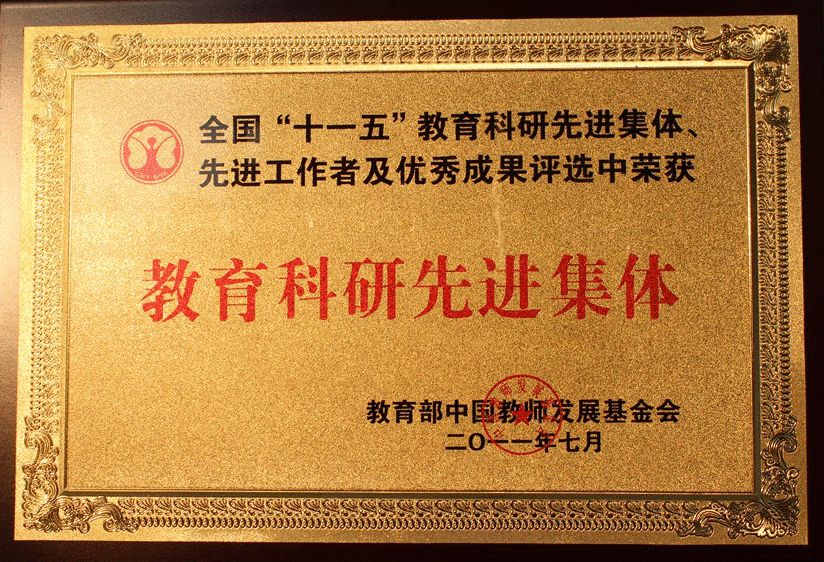 全国“十一五”教育科研先进集体、
先进工作者及优秀成果评选中荣获
教育科研先进集体
教育部中国教师发展基金会
二〇一一年七月